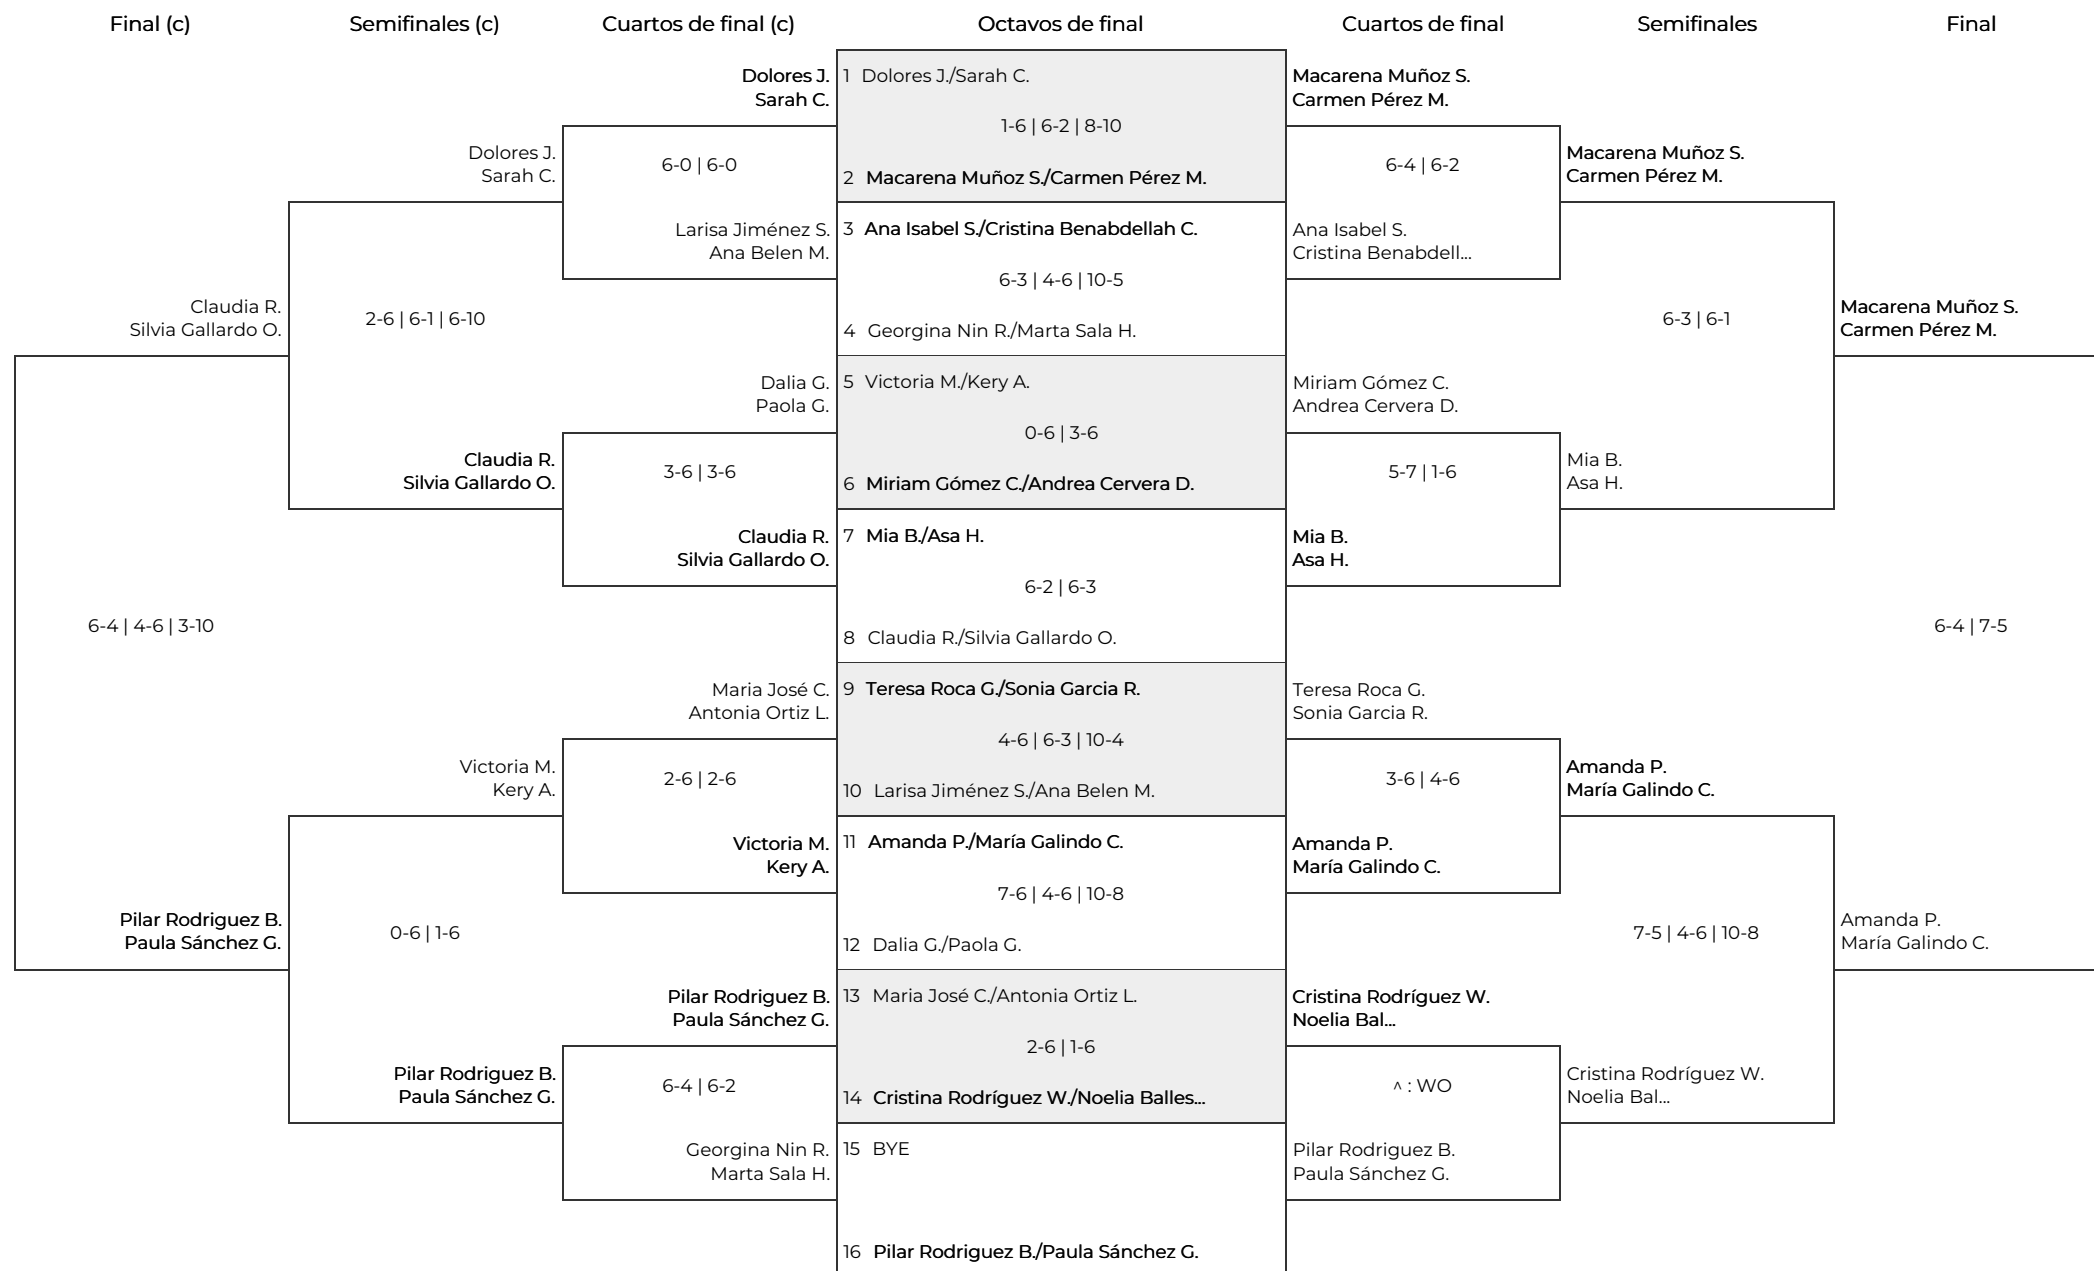 Final (c)
Semifinales (c)
Cuartos de final (c)
Octavos de final
Cuartos de final
Semifinales
Final
Claudia R.
Silvia Gallardo O.
6-4 | 4-6 | 3-10
Pilar Rodriguez B.
Paula Sánchez G.
Dolores J.
Sarah C.
2-6 | 6-1 | 6-10
Claudia R.
Silvia Gallardo O.
Victoria M.
Kery A.
0-6 | 1-6
Pilar Rodriguez B.
Paula Sánchez G.
Dolores J.
Sarah C.
6-0 | 6-0
Larisa Jiménez S.
Ana Belen M.
Dalia G.
Paola G.
3-6 | 3-6
Claudia R.
Silvia Gallardo O.
Maria José C.
Antonia Ortiz L.
2-6 | 2-6
Victoria M.
Kery A.
Pilar Rodriguez B.
Paula Sánchez G.
6-4 | 6-2
Georgina Nin R.
Marta Sala H.
1 Dolores J./Sarah C.
1-6 | 6-2 | 8-10
2 Macarena Muñoz S./Carmen Pérez M.
3 Ana Isabel S./Cristina Benabdellah C.
6-3 | 4-6 | 10-5
4 Georgina Nin R./Marta Sala H.
5 Victoria M./Kery A.
0-6 | 3-6
6 Miriam Gómez C./Andrea Cervera D.
7 Mia B./Asa H.
6-2 | 6-3
8 Claudia R./Silvia Gallardo O.
9 Teresa Roca G./Sonia Garcia R.
4-6 | 6-3 | 10-4
10 Larisa Jiménez S./Ana Belen M.
11 Amanda P./María Galindo C.
7-6 | 4-6 | 10-8
12 Dalia G./Paola G.
13 Maria José C./Antonia Ortiz L.
2-6 | 1-6
14 Cristina Rodríguez W./Noelia Balles...
15 BYE
16 Pilar Rodriguez B./Paula Sánchez G.
Macarena Muñoz S.
Carmen Pérez M.
6-4 | 6-2
Ana Isabel S.
Cristina Benabdell...
Miriam Gómez C.
Andrea Cervera D.
5-7 | 1-6
Mia B.
Asa H.
Teresa Roca G.
Sonia Garcia R.
3-6 | 4-6
Amanda P.
María Galindo C.
Cristina Rodríguez W.
Noelia Bal...
^ : WO
Pilar Rodriguez B.
Paula Sánchez G.
Macarena Muñoz S.
Carmen Pérez M.
6-3 | 6-1
Mia B.
Asa H.
Amanda P.
María Galindo C.
7-5 | 4-6 | 10-8
Cristina Rodríguez W.
Noelia Bal...
Macarena Muñoz S.
Carmen Pérez M.
6-4 | 7-5
Amanda P.
María Galindo C.